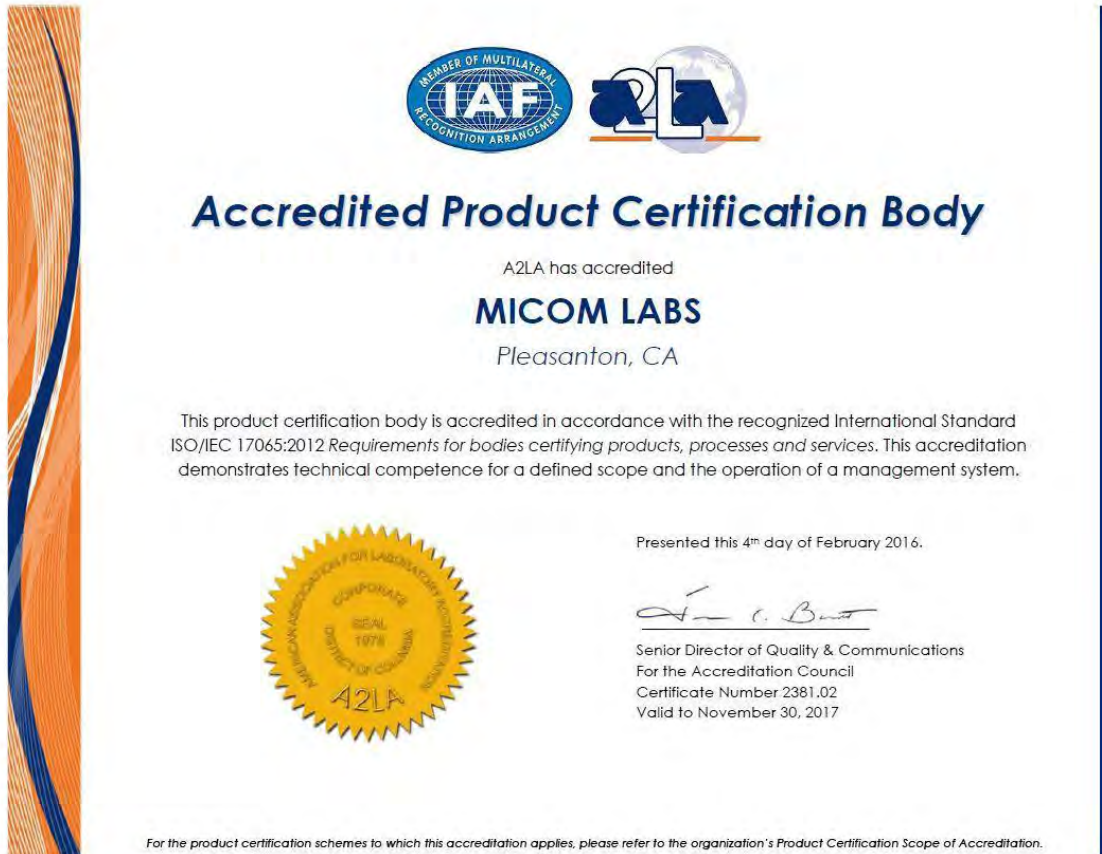 MEMBER OF MULTILATERAL
IAF
RECOGNITION ARRANGEMENT
a2la
Accredited Product Certification Body
A2LA has accredited
MICOM LABS
Pleasanton, CA
This product certification body is accredited in accordance with the recognized International Standard
ISO/IEC 17065:2012 Requirements for bodies certifying products, processes and services. This accreditation
demonstrates technical competence for a defined scope and the operation of a management system.
AMERICAN ASSOCIATION FOR LABORATORY ACCREDITATION
CORPORATE
SEAL
1978
DISTRICT OF COLUMBIA
A2LA
Presented this 4th day of February 2016.
Senior Director of Quality & Communications
For the Accreditation Council
Certificate Number 2381.02
Valid to November 30, 2017
For the product certification schemes to which this accreditation applies, please refer to the organization's Product Certification Scope of Accreditation.